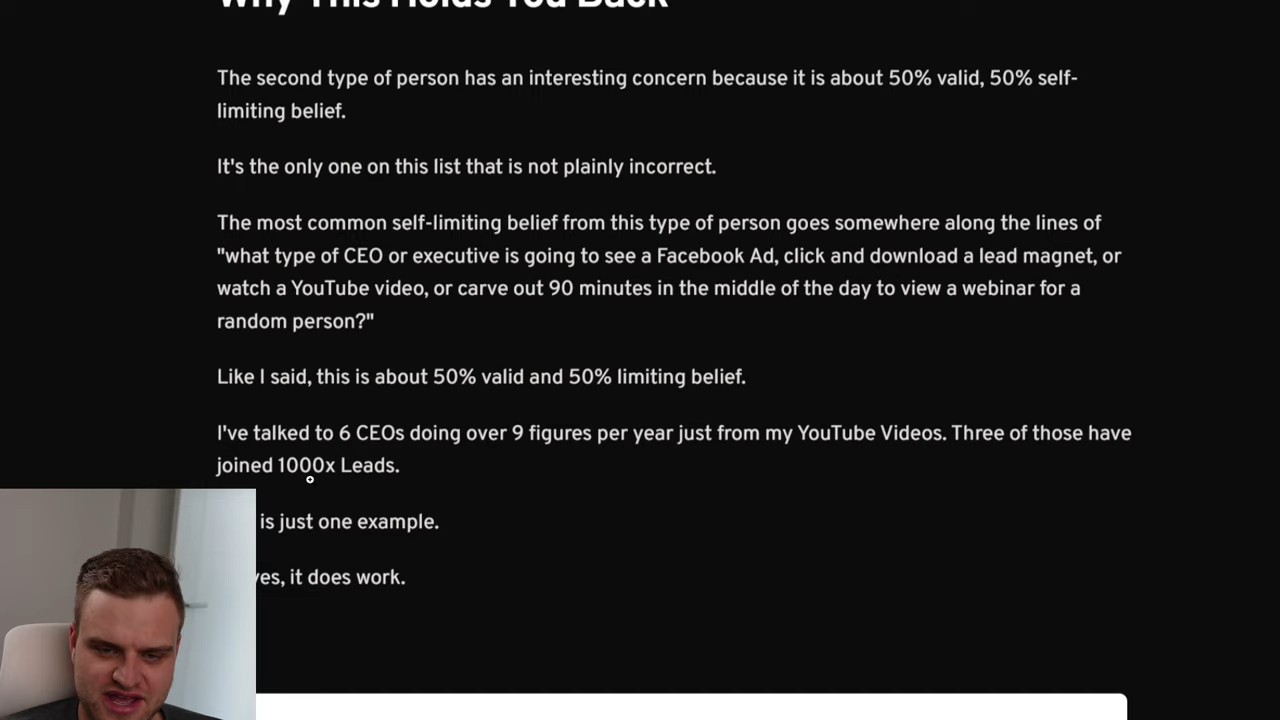 Why This Holds You Back
The second type of person has an interesting concern because it is about 50% valid, 50% self-
limiting belief.
It's the only one on this list that is not plainly incorrect.
The most common self-limiting belief from this type of person goes somewhere along the lines of
"what type of CEO or executive is going to see a Facebook Ad, click and download a lead magnet, or
watch a YouTube video, or carve out 90 minutes in the middle of the day to view a webinar for a
random person?"
Like I said, this is about 50% valid and 50% limiting belief.
I've talked to 6 CEOs doing over 9 figures per year just from my YouTube Videos. Three of those have
joined 1000x Leads.
is just one example.
yes, it does work.